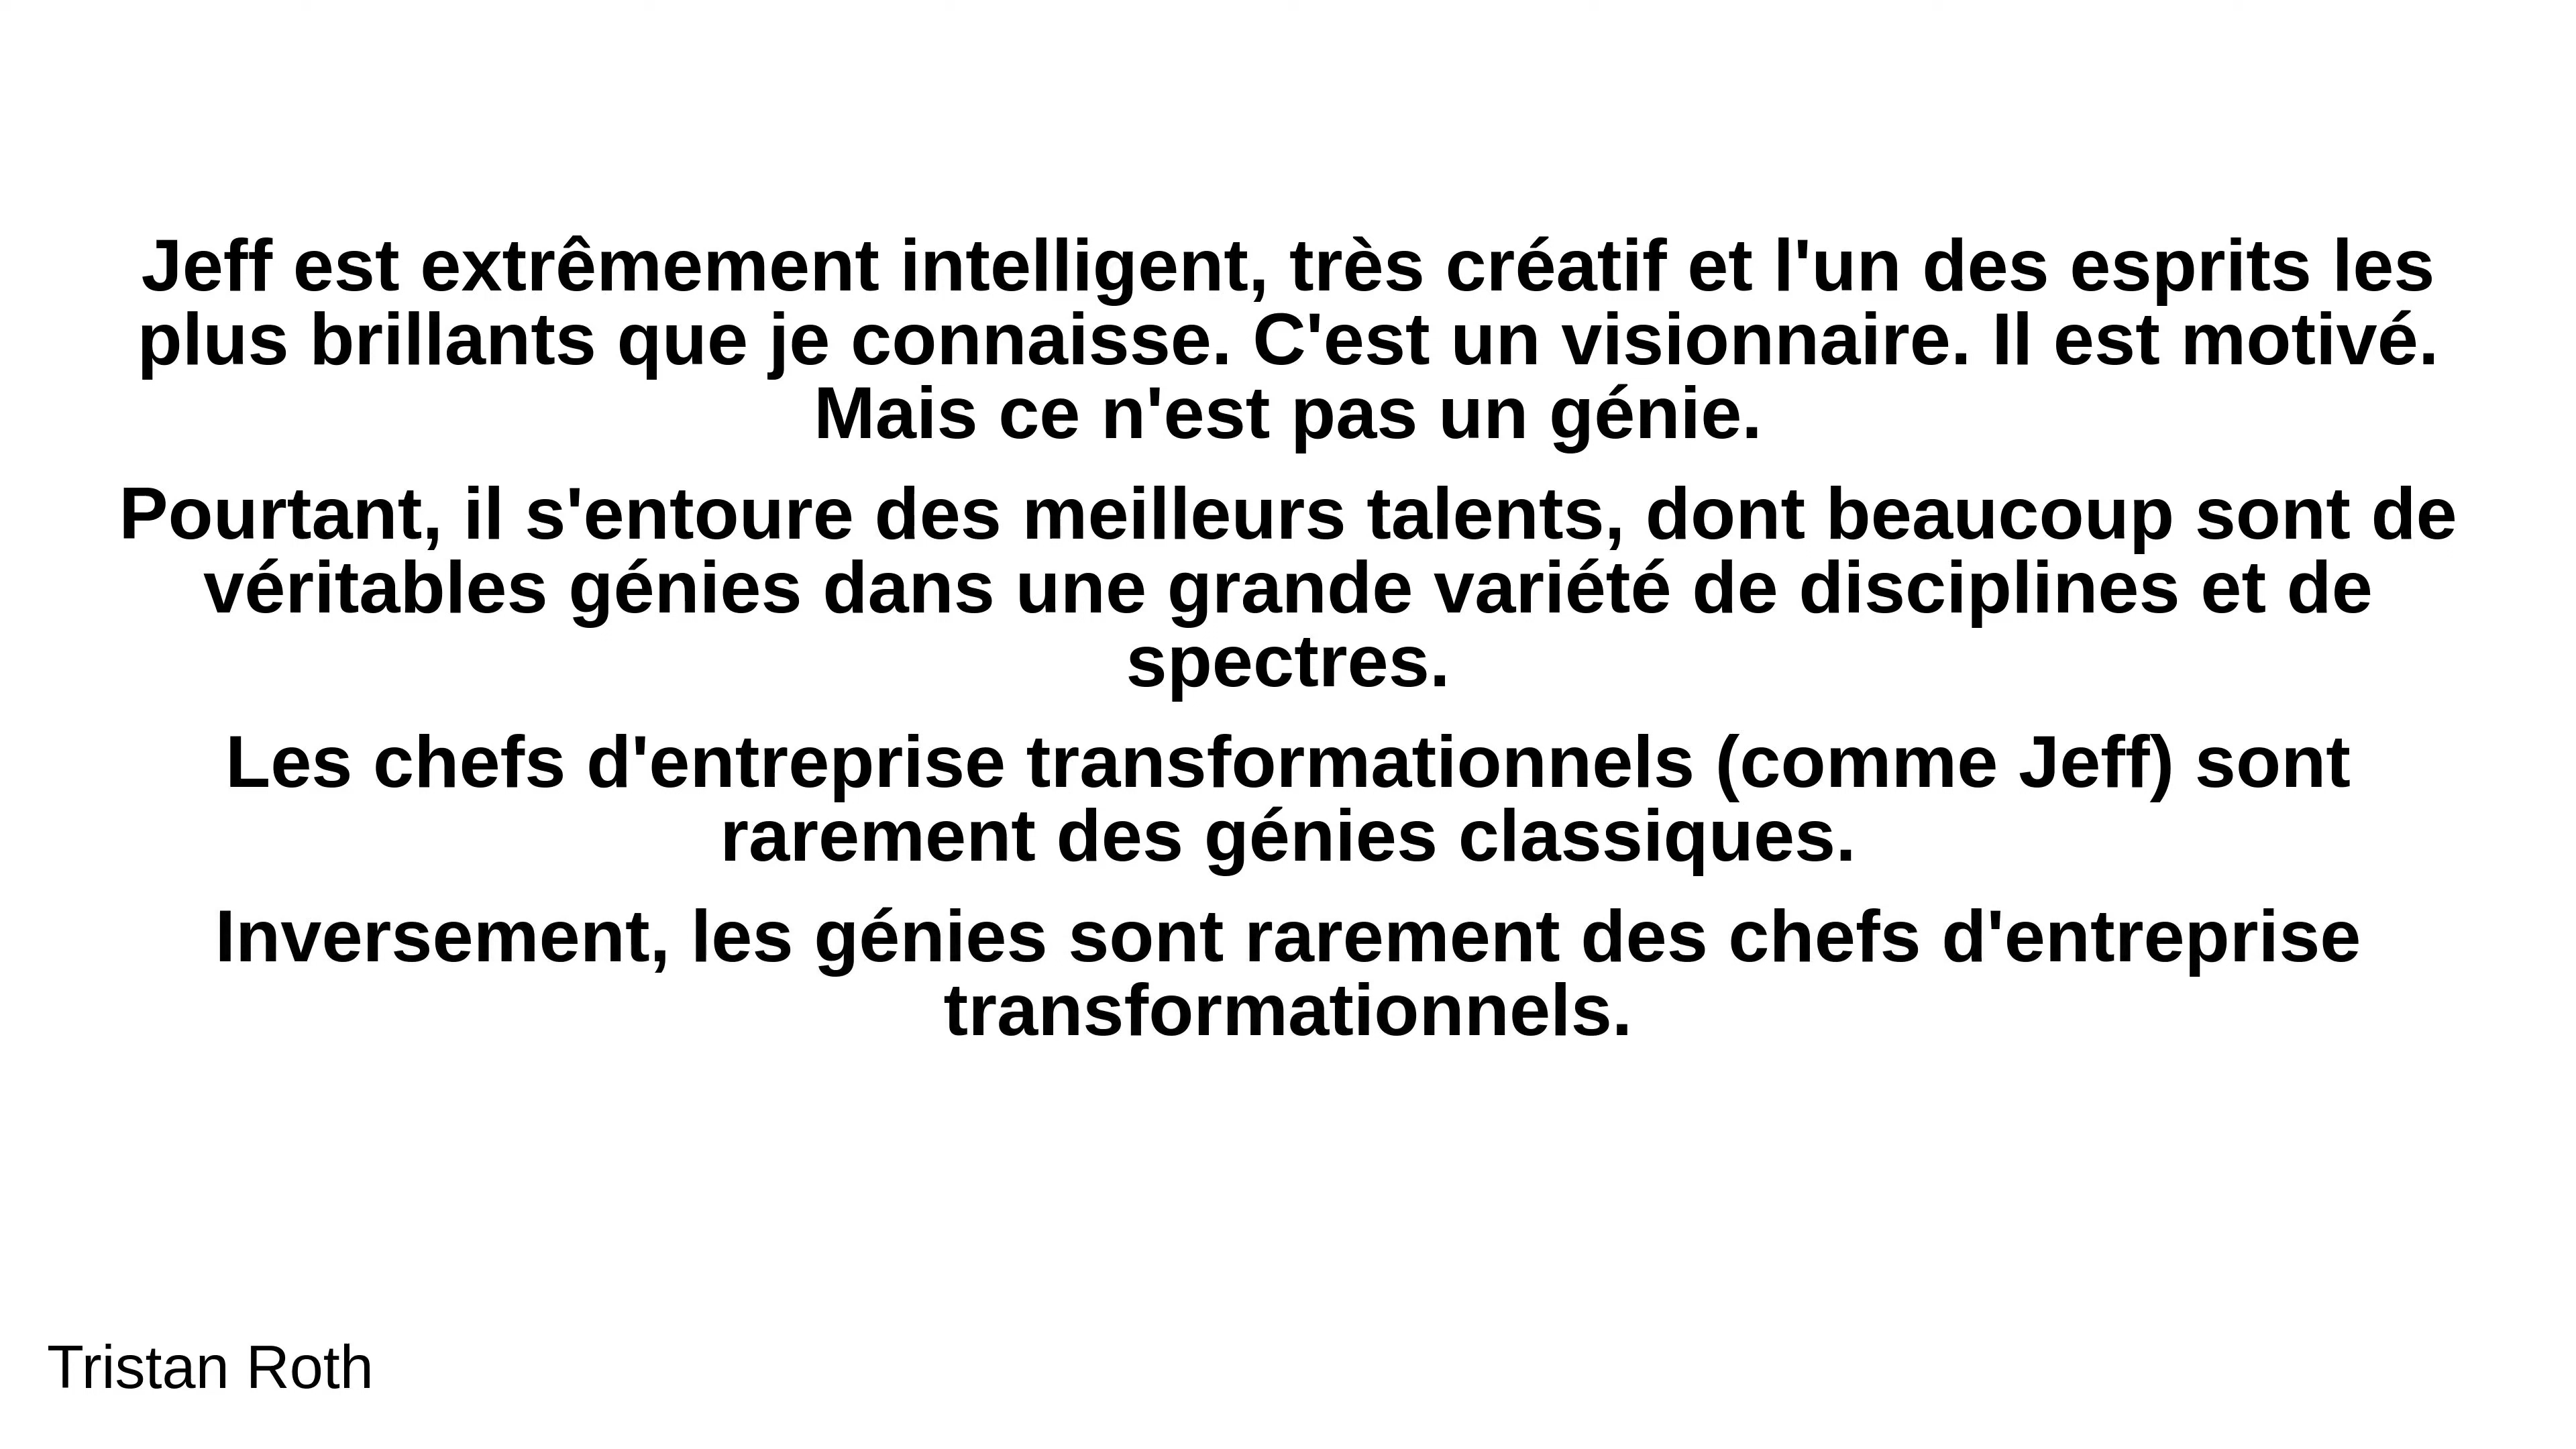 Jeff est extrêmement intelligent, très créatif et l'un des esprits les
plus brillants que je connaisse. C'est un visionnaire. Il est motivé.
Mais ce n'est pas un génie.
Pourtant, il s'entoure des meilleurs talents, dont beaucoup sont de
véritables génies dans une grande variété de disciplines et de
spectres.
Les chefs d'entreprise transformationnels (comme Jeff) sont
rarement des génies classiques.
Inversement, les génies sont rarement des chefs d'entreprise
transformationnels.
Tristan Roth